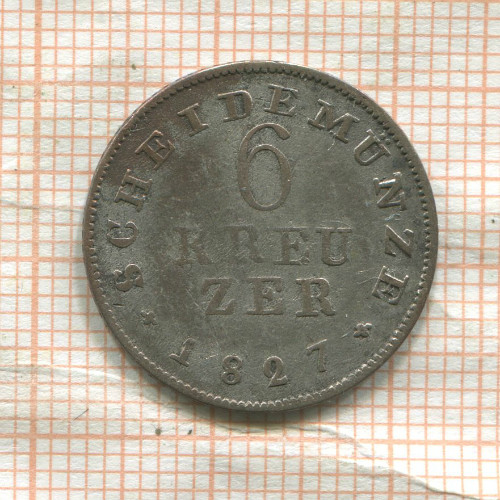 SCHEIDEMÜNZE
6
KREU
ZER
* 1827 *